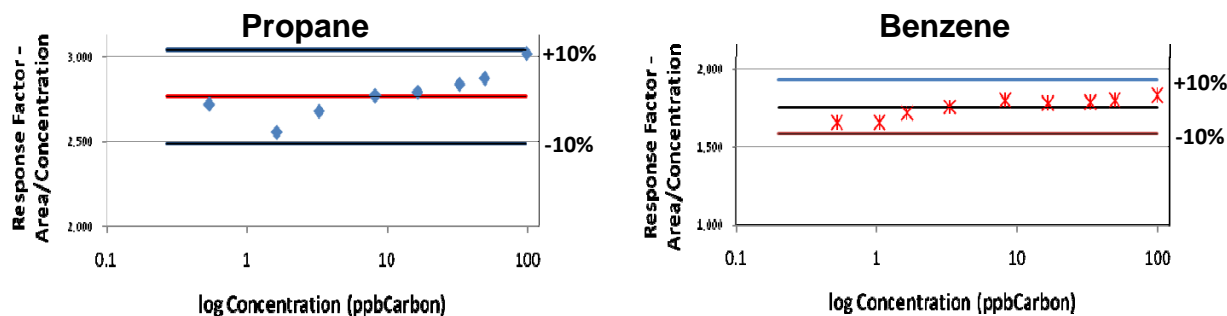 Propane
Response Factor -
Area/Concentration
3,000
2,500
2,000
+10%
-10%
0.1
1
10
100
log Concentration (ppbCarbon)
Benzene
Response Factor -
Area/Concentration
2,000
1,500
1,000
+10%
-10%
0.1
1
10
100
log Concentration (ppbCarbon)